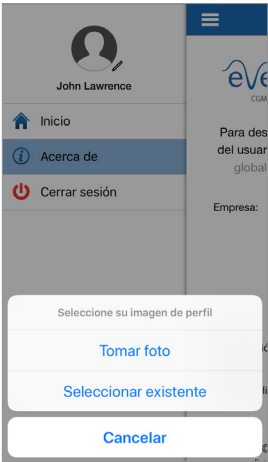 John Lawrence
Inicio
Acerca de
Cerrar sesión
CGM
Para des
del usuar
global
Empresa:
Seleccione su imagen de perfil
Tomar foto
Seleccionar existente
Cancelar